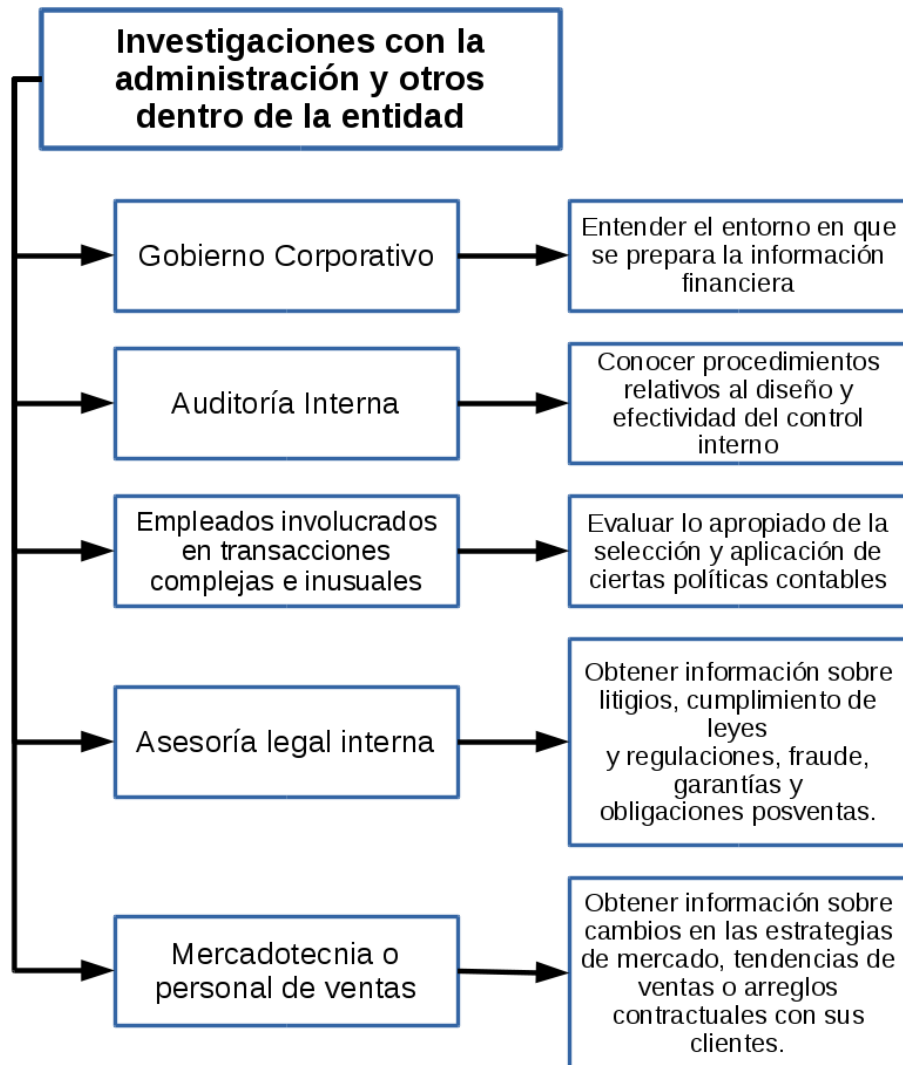 Investigaciones con la
administración y otros
dentro de la entidad
Gobierno Corporativo
Entender el entorno en que
se prepara la información
financiera
Auditoría Interna
Conocer procedimientos
relativos al diseño y
efectividad del control
interno
Empleados involucrados
en transacciones
complejas e inusuales
Evaluar lo apropiado de la
selección y aplicación de
ciertas políticas contables
Asesoría legal interna
Obtener información sobre
litigios, cumplimiento de
leyes
y regulaciones, fraude,
garantías y
obligaciones posventas.
Mercadotecnia o
personal de ventas
Obtener información sobre
cambios en las estrategias
de mercado, tendencias de
ventas o arreglos
contractuales con sus
clientes.